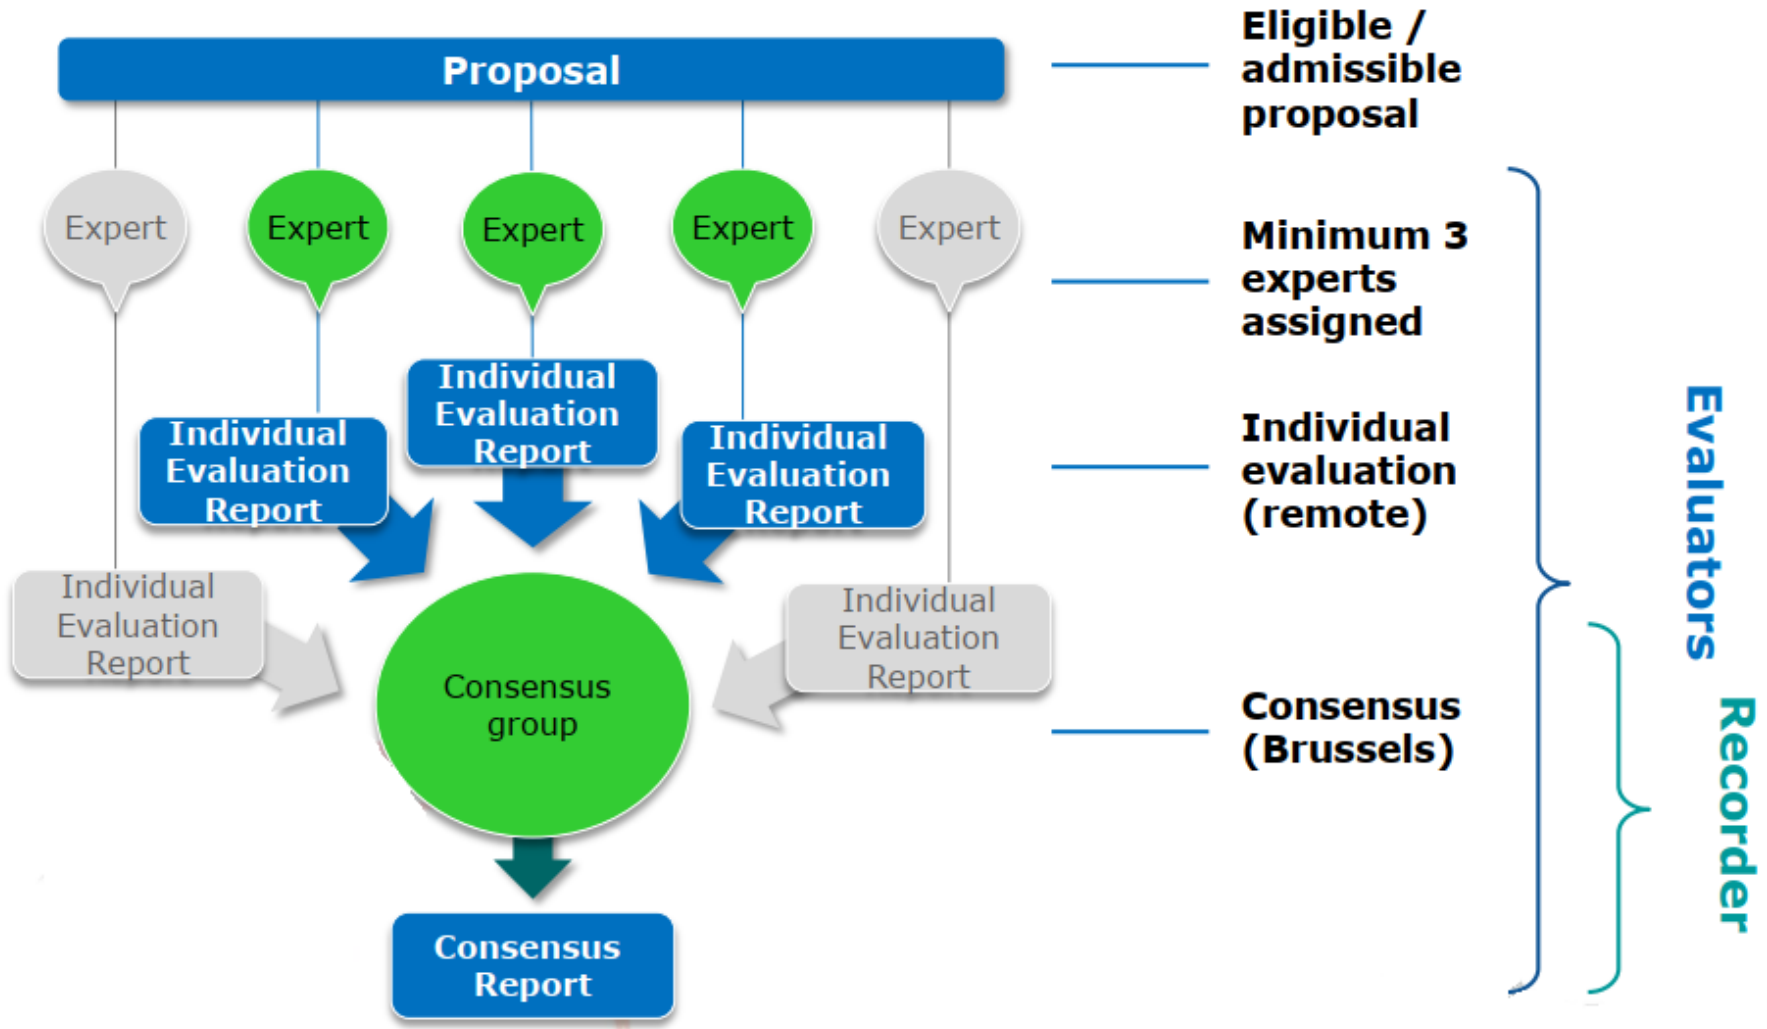 Proposal
Eligible /
admissible
proposal
Expert
Expert
Expert
Expert
Expert
Minimum 3
experts
assigned
Individual
Evaluation
Report
Individual
Evaluation
Report
Individual
Evaluation
Report
Individual
evaluation
(remote)
Individual
Evaluation
Report
Individual
Evaluation
Report
Consensus
group
Consensus
(Brussels)
Consensus
Report
Evaluators
Recorder